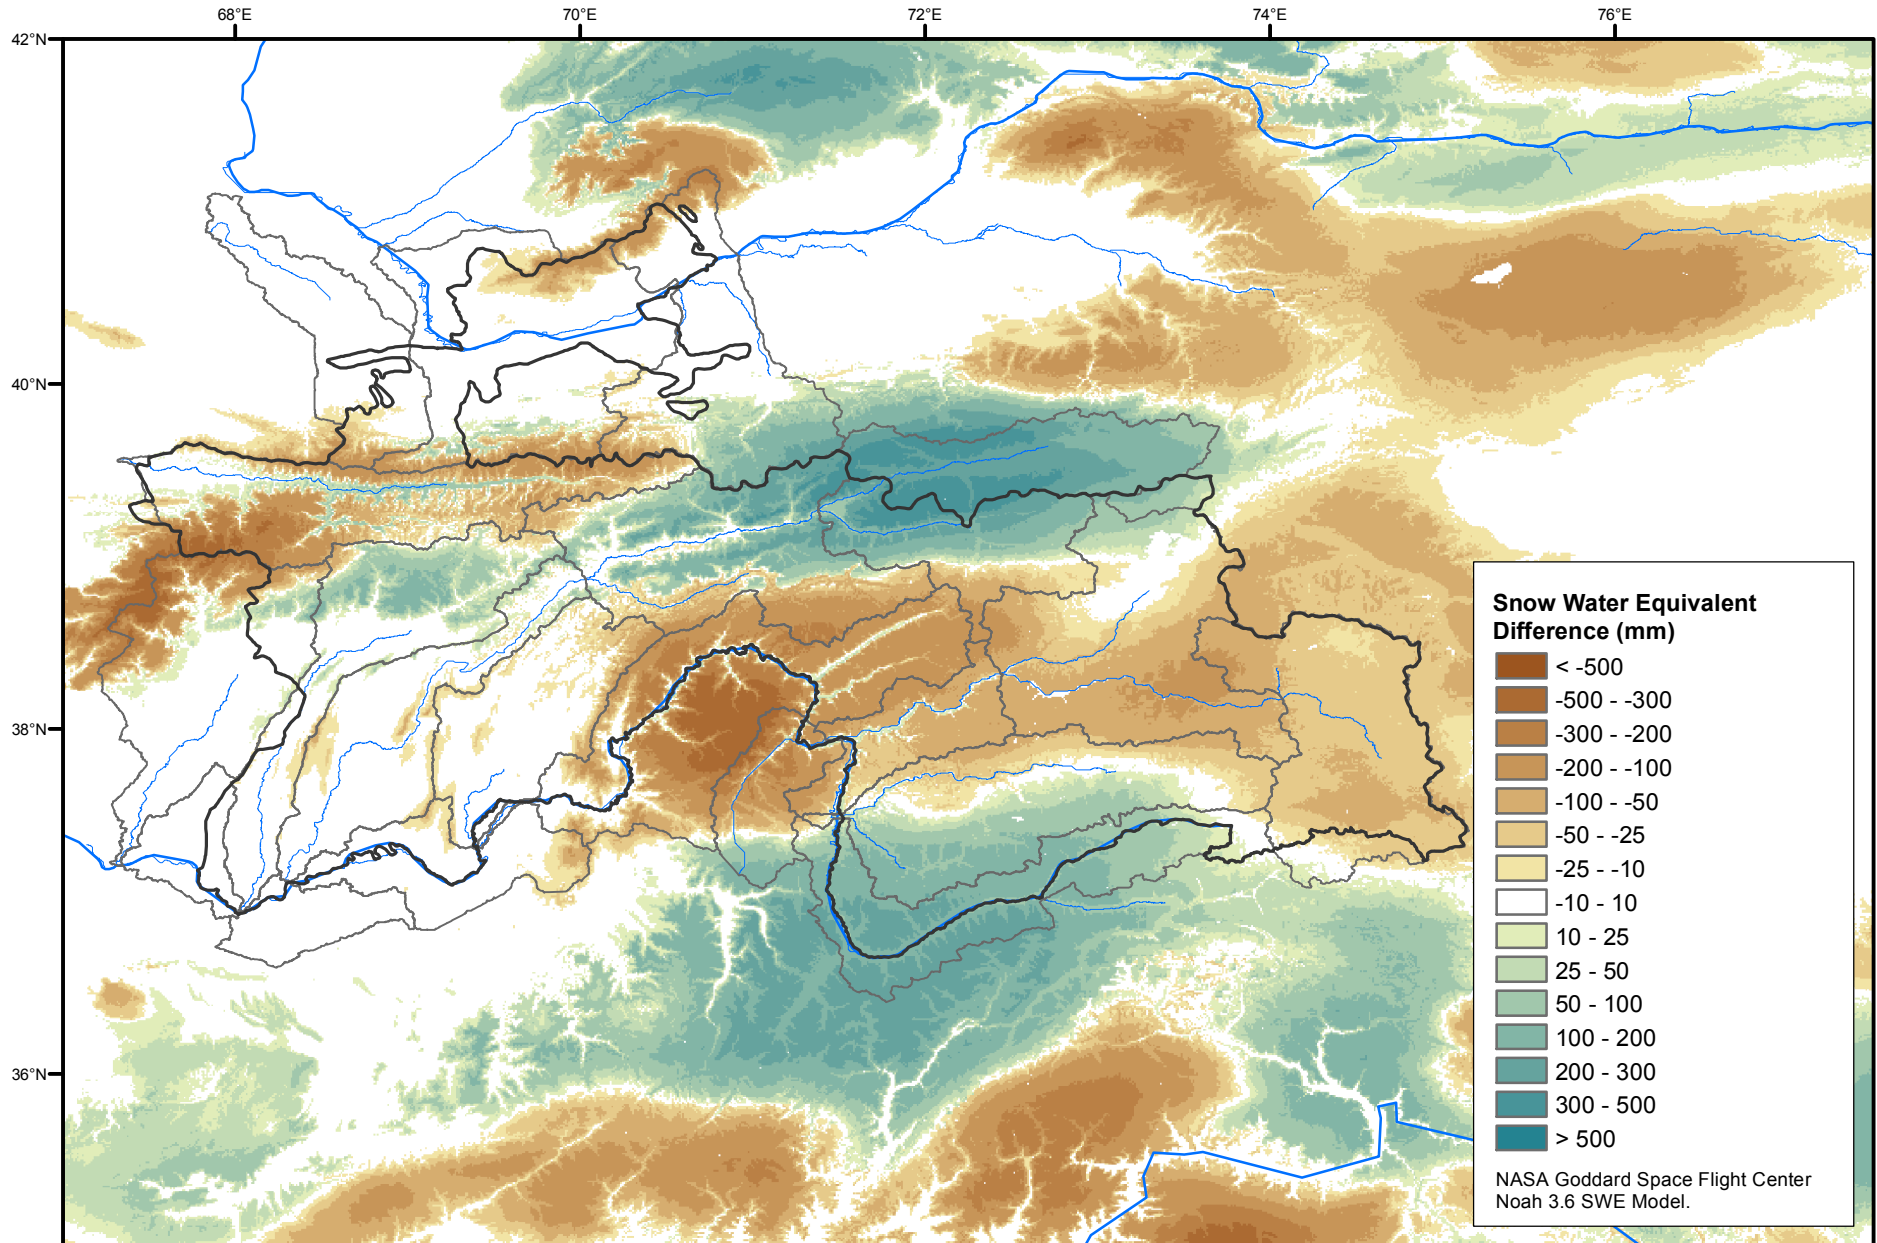 68°E
70°E
72°E
74°E
76°E
42°N
40°N
38°N
36°N
Snow Water Equivalent
Difference (mm)
< -500
-500 - -300
-300 - -200
-200 - -100
-100 - -50
-50 - -25
-25 - -10
-10 - 10
10 - 25
25 - 50
50 - 100
100 - 200
200 - 300
300 - 500
> 500
NASA Goddard Space Flight Center
Noah 3.6 SWE Model.